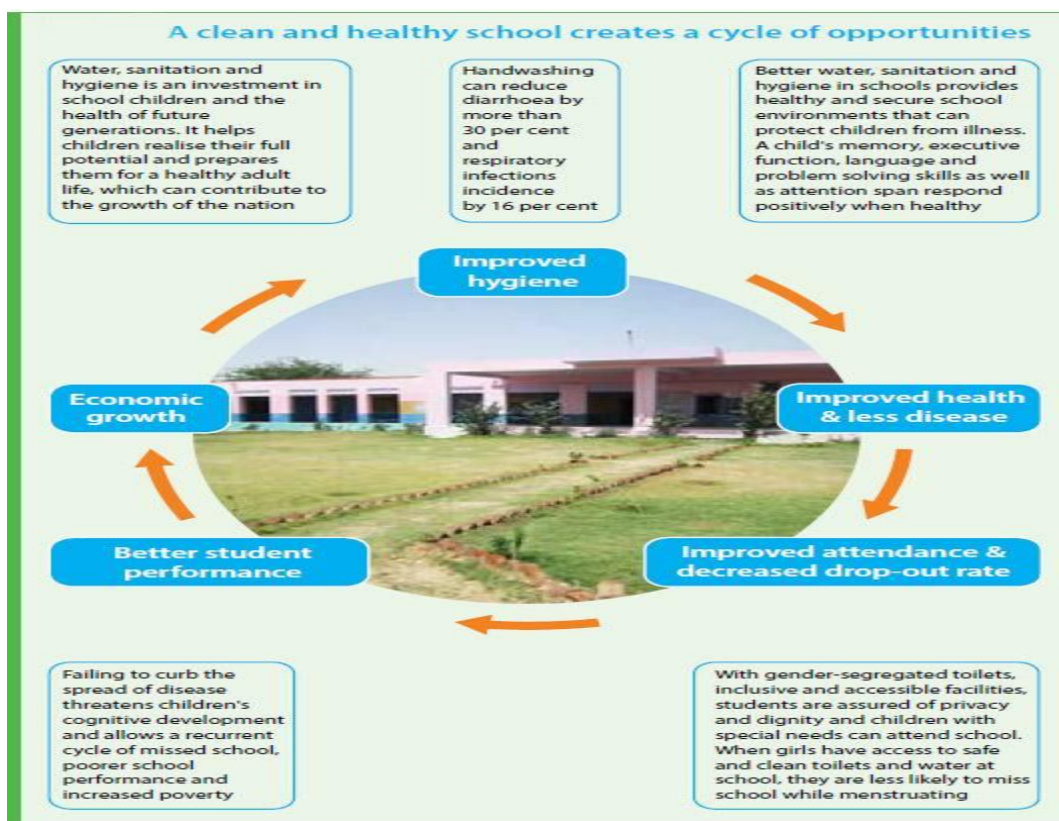 A clean and healthy school creates a cycle of opportunities
Water, sanitation and
hygiene is an investment in
school children and the
health of future
generations. It helps
children realise their full
potential and prepares
them for a healthy adult
life, which can contribute to
the growth of the nation
Handwashing
can reduce
diarrhoea by
more than
30 per cent
and
respiratory
infections
incidence
by 16 per cent
Better water, sanitation and
hygiene in schools provides
healthy and secure school
environments that can
protect children from illness.
A child's memory, executive
function, language and
problem solving skills as well
as attention span respond
positively when healthy
Improved
hygiene
Economic
growth
Improved health
& less disease
Better student
performance
Improved attendance &
decreased drop-out rate
Failing to curb the
spread of disease
threatens children's
cognitive development
and allows a recurrent
cycle of missed school,
poorer school
performance and
increased poverty
With gender-segregated toilets,
inclusive and accessible facilities,
students are assured of privacy
and dignity and children with
special needs can attend school.
When girls have access to safe
and clean toilets and water at
school, they are less likely to miss
school while menstruating